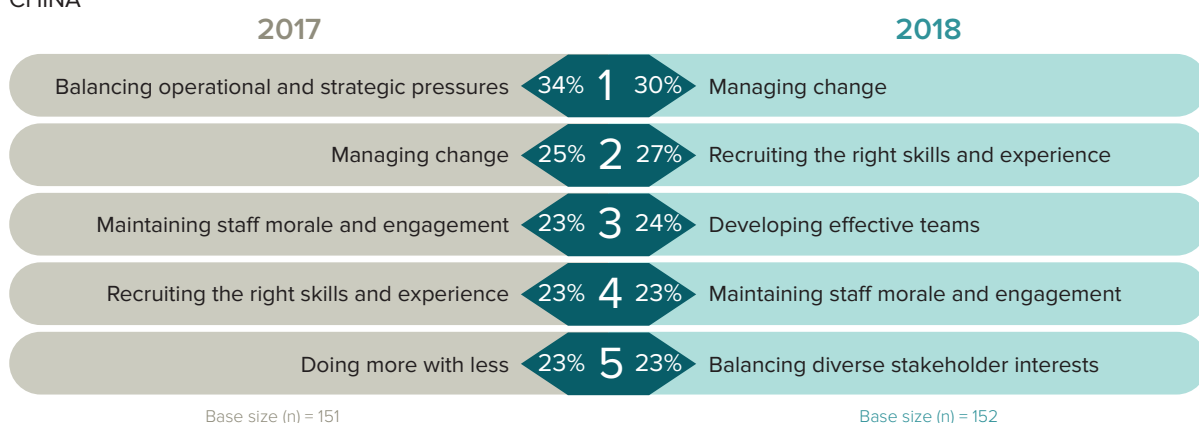 CHINA
2017 2018
Balancing operational and strategic pressures 34% 1 30% Managing change
Managing change 25% 2 27% Recruiting the right skills and experience
Maintaining staff morale and engagement 23% 3 24% Developing effective teams
Recruiting the right skills and experience 23% 4 23% Maintaining staff morale and engagement
Doing more with less 23% 5 23% Balancing diverse stakeholder interests
Base size (n) = 151 Base size (n) = 152